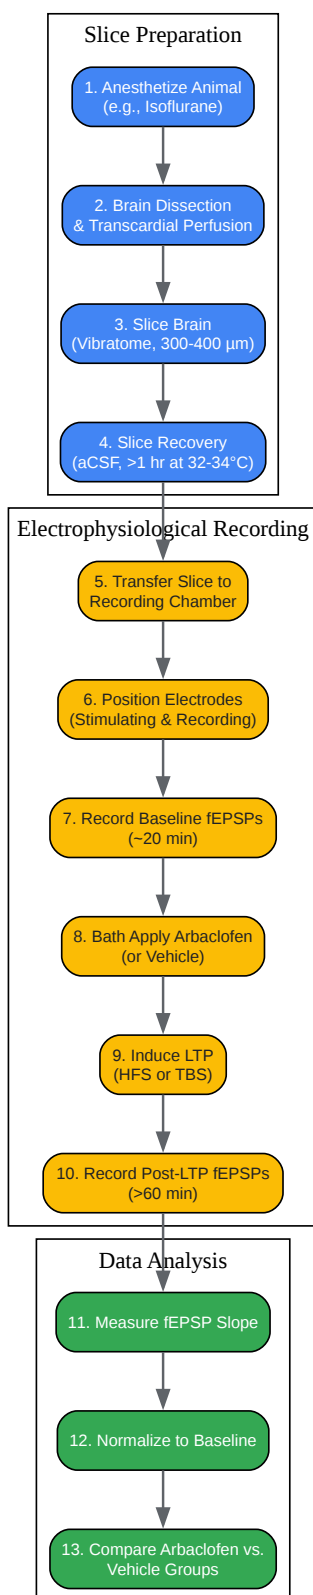 Slice Preparation
1. Anesthetize Animal
(e.g., Isoflurane)
2. Brain Dissection
& Transcardial Perfusion
3. Slice Brain
(Vibratome, 300-400 µm)
4. Slice Recovery
(aCSF, >1 hr at 32-34°C)
Electrophysiological Recording
5. Transfer Slice to
Recording Chamber
6. Position Electrodes
(Stimulating & Recording)
7. Record Baseline fEPSPs
(~20 min)
8. Bath Apply Arbaclofen
(or Vehicle)
9. Induce LTP
(HFS or TBS)
10. Record Post-LTP fEPSPs
(>60 min)
Data Analysis
11. Measure fEPSP Slope
12. Normalize to Baseline
13. Compare Arbaclofen vs.
Vehicle Groups